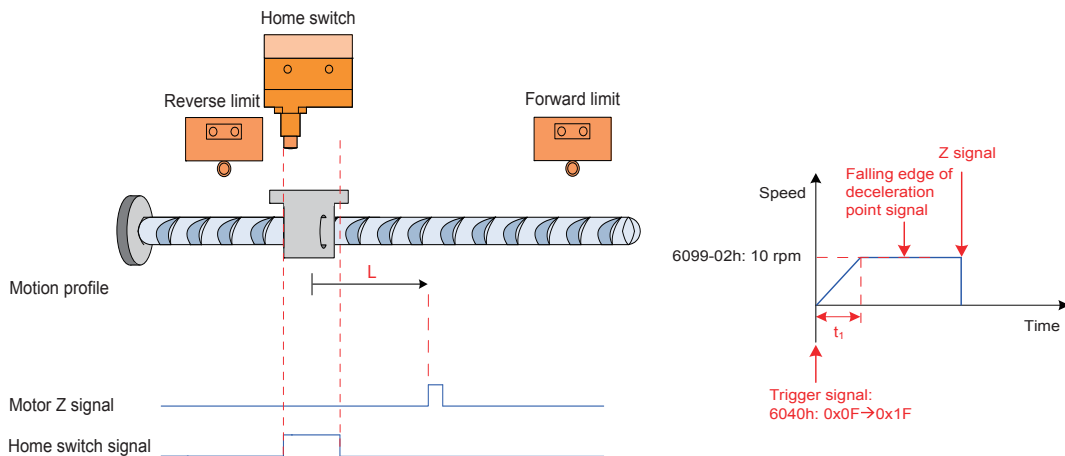 Home switch
Reverse limit
Forward limit
L
Motion profile
Motor Z signal
Home switch signal
Z signal
Falling edge of
deceleration
point signal
Speed
6099-02h: 10 rpm
Time
t₁
Trigger signal:
6040h: 0x0F→0x1F